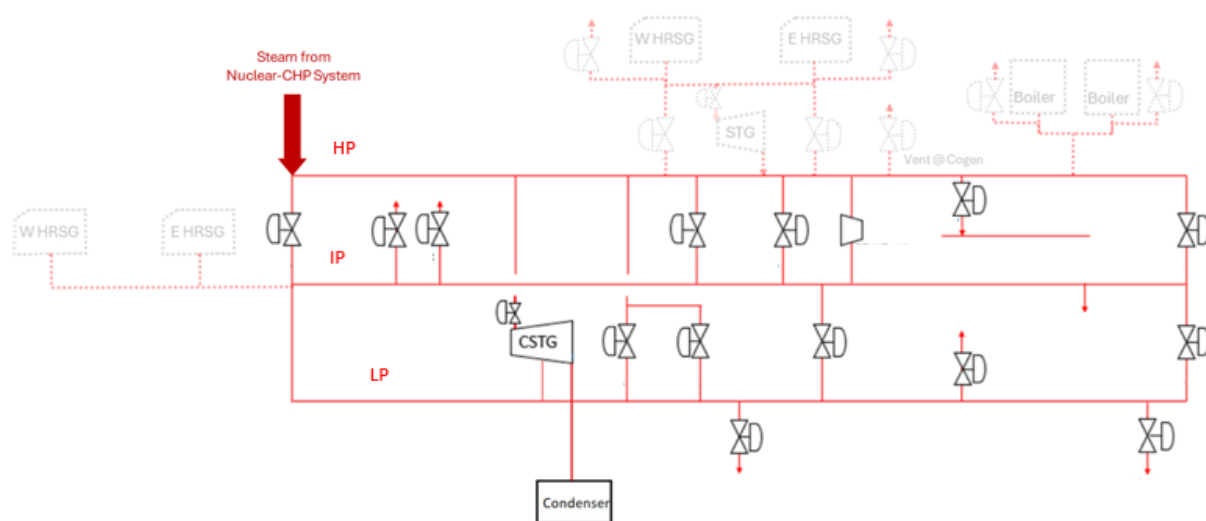 W HRSG
E HRSG
Steam from
Nuclear-CHP System
Boiler
Boiler
STG
HP
Vent @ Cogen
W HRSG
E HRSG
IP
CSTG
LP
Condenser